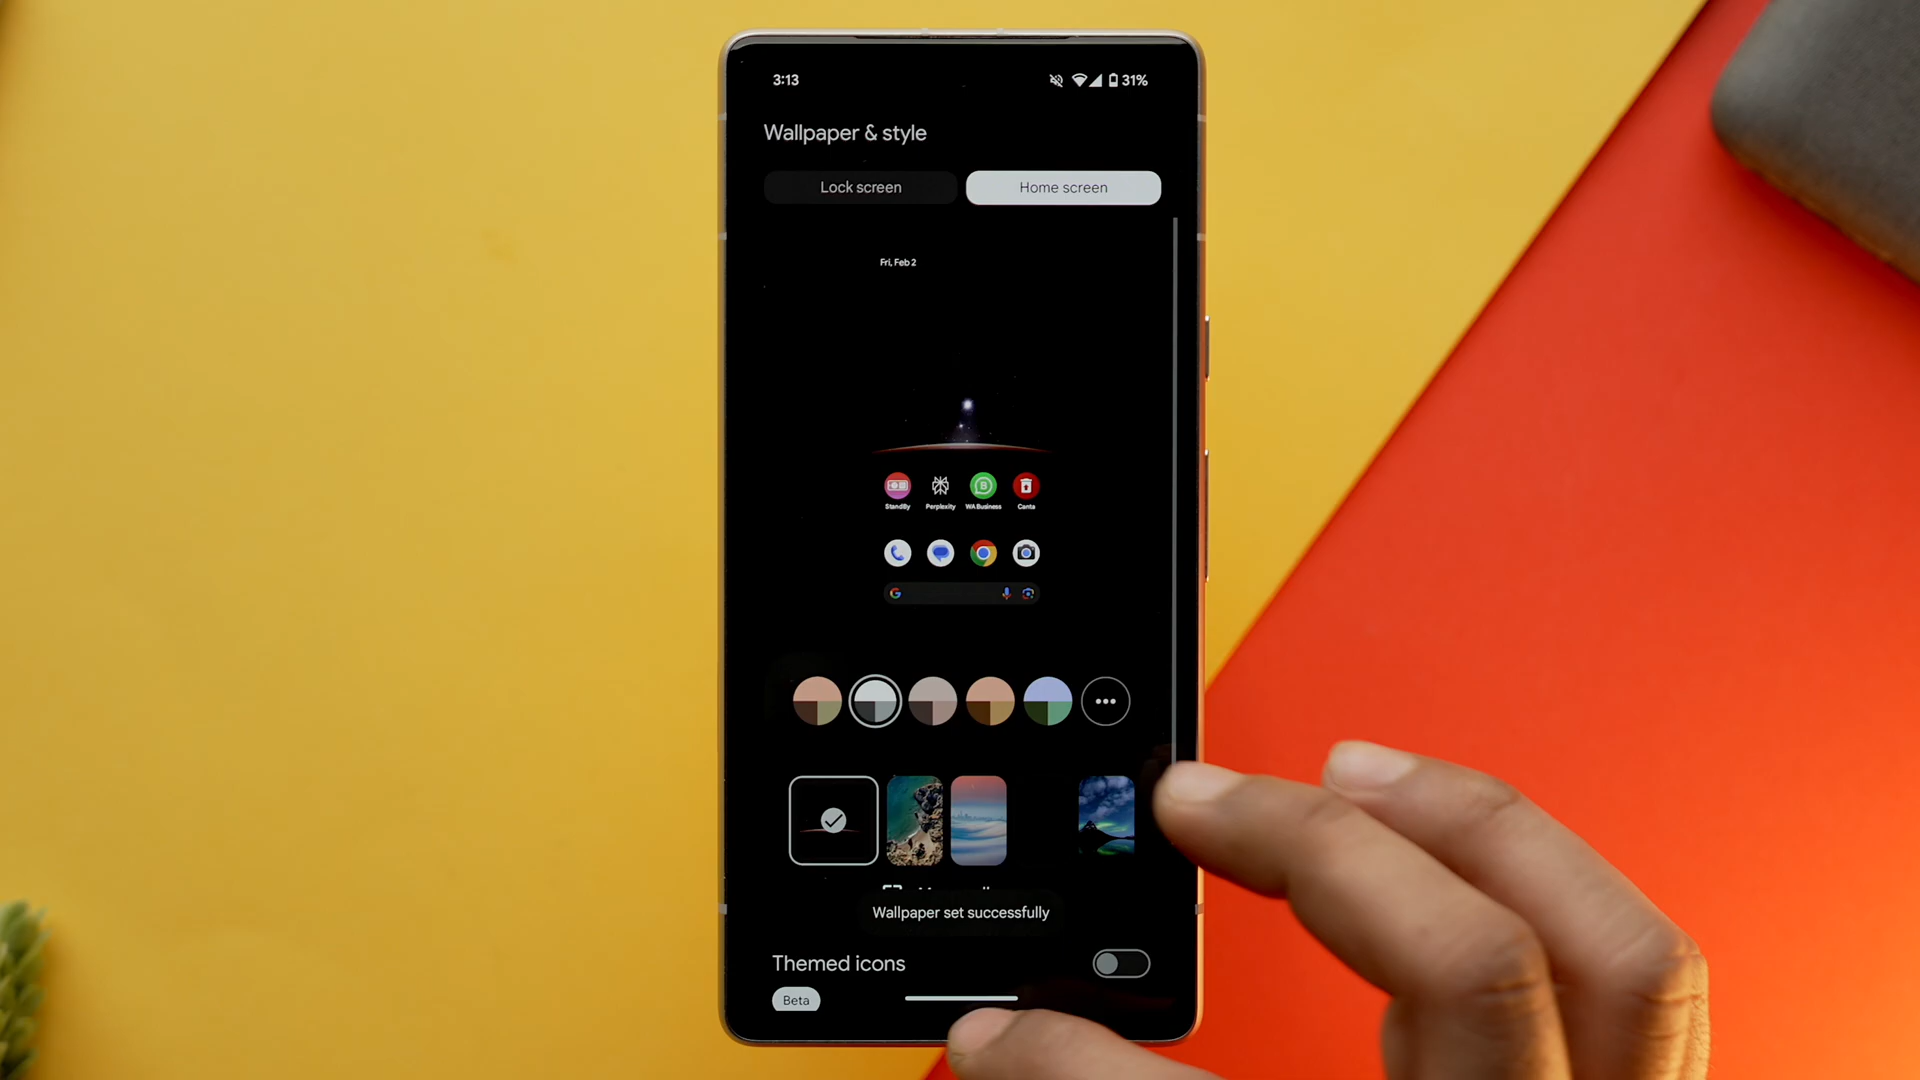 3:13
31%
Wallpaper & style
Lock screen
Home screen
Fri, Feb 2
StandBy
Perplexity
WA Business
Canta
Wallpaper set successfully
Themed icons
Beta